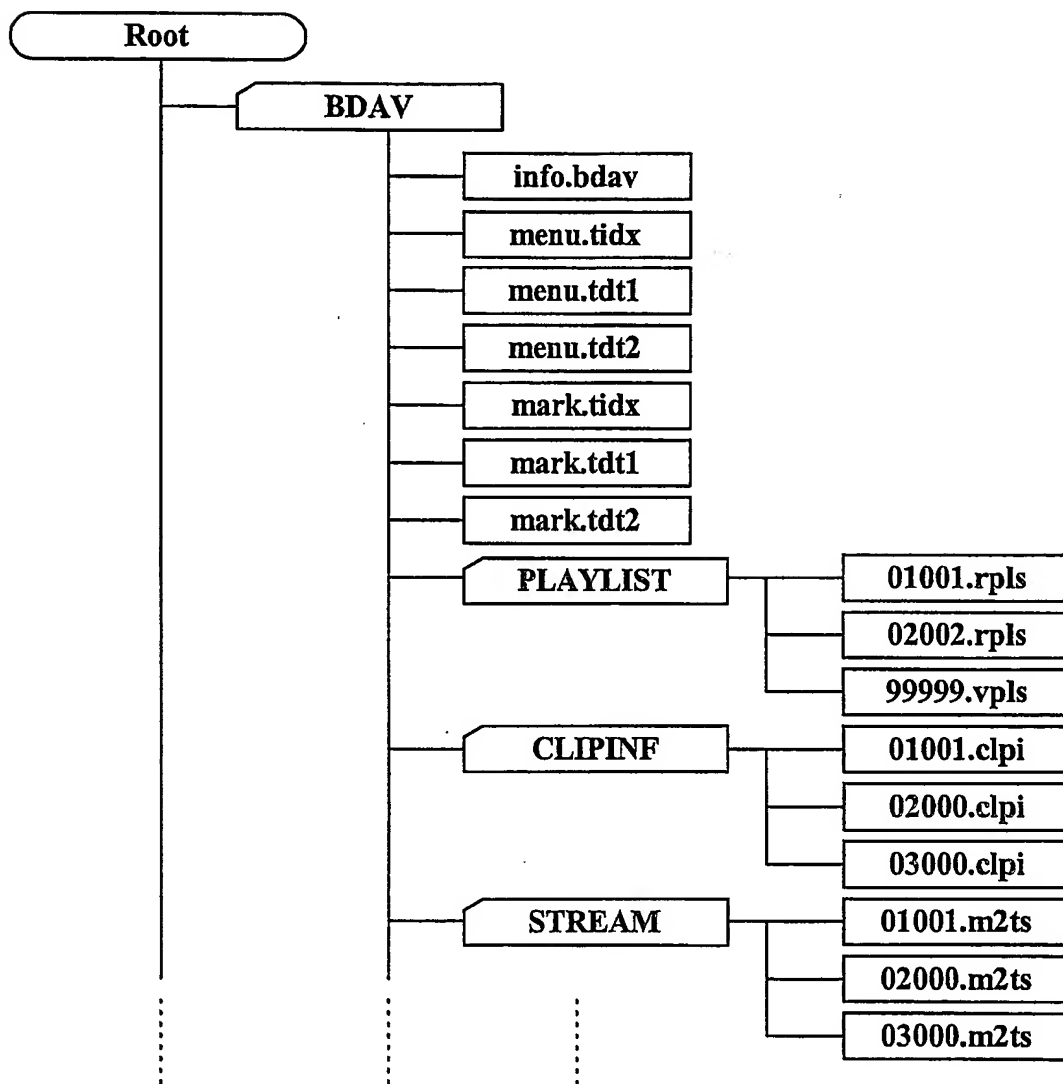 Root
BDAV
info.bdav
menu.tidx
menu.tdt1
menu.tdt2
mark.tidx
mark.tdt1
mark.tdt2
PLAYLIST
01001.rpls
02002.rpls
99999.vpls
CLIPINF
01001.clpi
02000.clpi
03000.clpi
STREAM
01001.m2ts
02000.m2ts
03000.m2ts